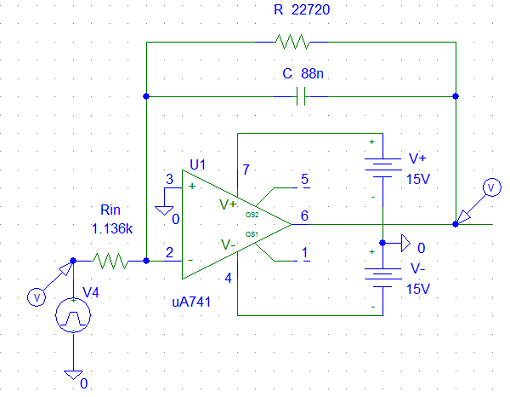 R 22720
C 88n
U1
7
V+
3
+
5
15V
Rin
0
V+
OS2
V
1.136k
6
+
0
OS1
2
-
V-
1
V-
V4
4
15V
V
uA741
0